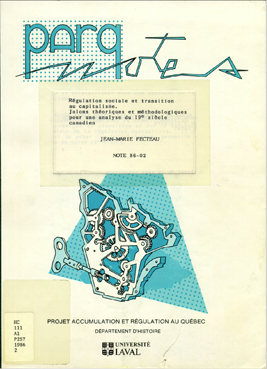 parq
notes
Régulation sociale et transition
au capitalisme.
Jalons théoriques et méthodologiques
pour une analyse du 19e siècle
canadien
JEAN-MARIE FECTEAU
NOTE 86-02
HC
111
A1
P357
1986
2
PROJET ACCUMULATION ET RÉGULATION AU QUÉBEC
DÉPARTEMENT D'HISTOIRE
UNIVERSITÉ
LAVAL